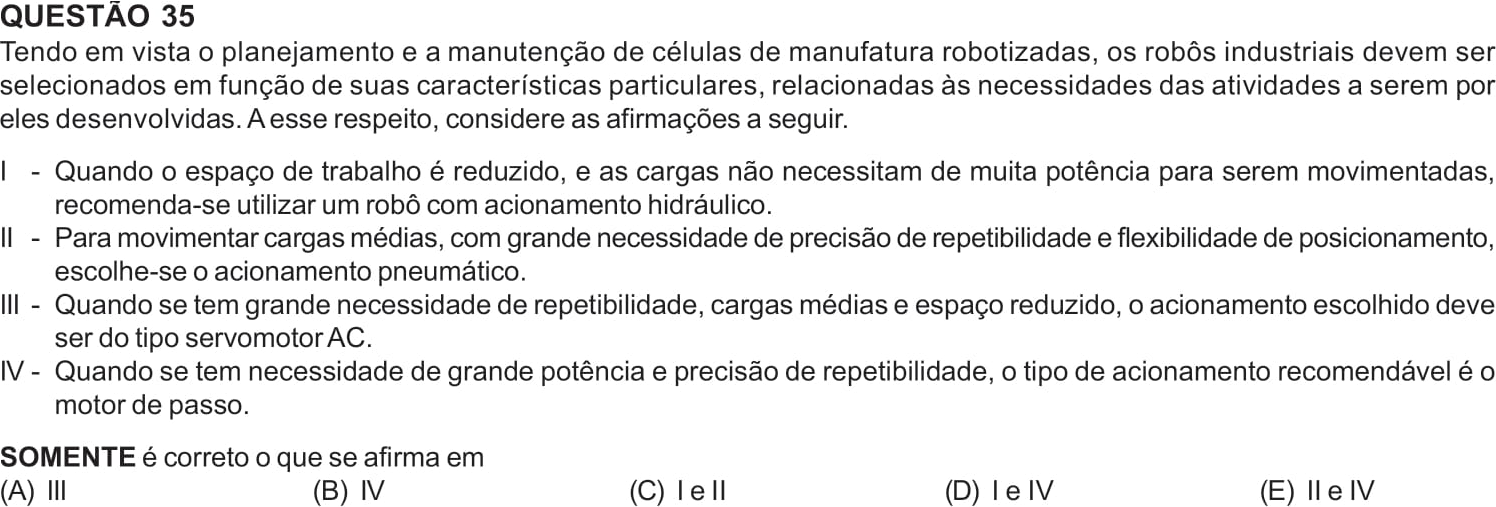 QUESTÃO 35
Tendo em vista o planejamento e a manutenção de células de manufatura robotizadas, os robôs industriais devem ser
selecionados em função de suas características particulares, relacionadas às necessidades das atividades a serem por
eles desenvolvidas. A esse respeito, considere as afirmações a seguir.
I - Quando o espaço de trabalho é reduzido, e as cargas não necessitam de muita potência para serem movimentadas,
recomenda-se utilizar um robô com acionamento hidráulico.
II - Para movimentar cargas médias, com grande necessidade de precisão de repetibilidade e flexibilidade de posicionamento,
escolhe-se o acionamento pneumático.
III - Quando se tem grande necessidade de repetibilidade, cargas médias e espaço reduzido, o acionamento escolhido deve
ser do tipo servomotor AC.
IV - Quando se tem necessidade de grande potência e precisão de repetibilidade, o tipo de acionamento recomendável é o
motor de passo.
SOMENTE é correto o que se afirma em
(A) III (B) IV (C) I e II (D) I e IV (E) II e IV